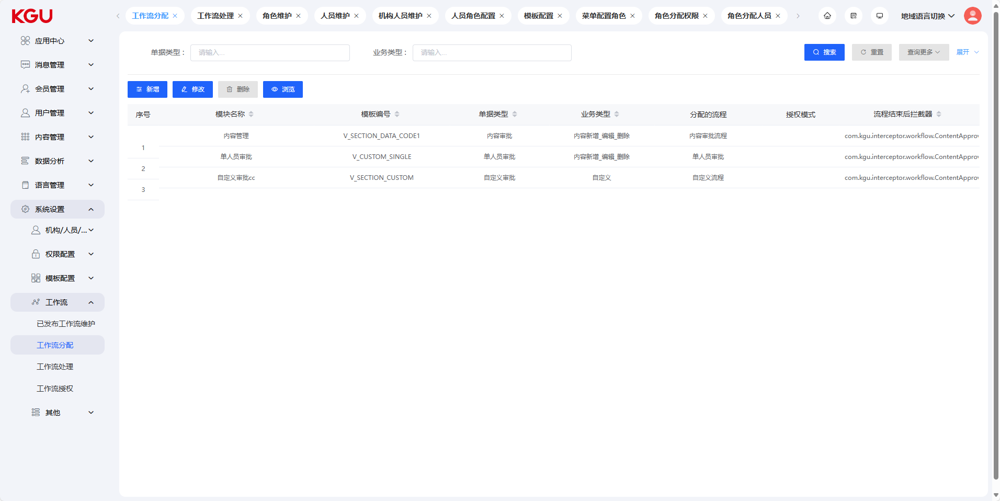 KGU
工作流分配
工作流处理
角色维护
人员维护
机构人员维护
人员角色配置
模板配置
菜单配置角色
角色分配权限
角色分配人员
地域语言切换
应用中心
消息管理
会员管理
用户管理
内容管理
数据分析
语言管理
系统设置
机构/人员/...
权限配置
模板配置
工作流
已发布工作流维护
工作流分配
工作流处理
工作流授权
其他
单据类型： 请输入...
业务类型： 请输入...
搜索
重置
查询更多
展开
新增
修改
删除
浏览
序号 模块名称 模板编号 单据类型 业务类型 分配的流程 授权模式 流程结束后拦截器
1 内容管理 V_SECTION_DATA_CODE1 内容审批 内容新增_编辑_删除 内容审批流程 com.kgu.interceptor.workflow.ContentApprov
2 单人员审批 V_CUSTOM_SINGLE 单人员审批 内容新增_编辑_删除 单人员审批 com.kgu.interceptor.workflow.ContentApprov
3 自定义审批cc V_SECTION_CUSTOM 自定义审批 自定义 自定义流程 com.kgu.interceptor.workflow.ContentApprov